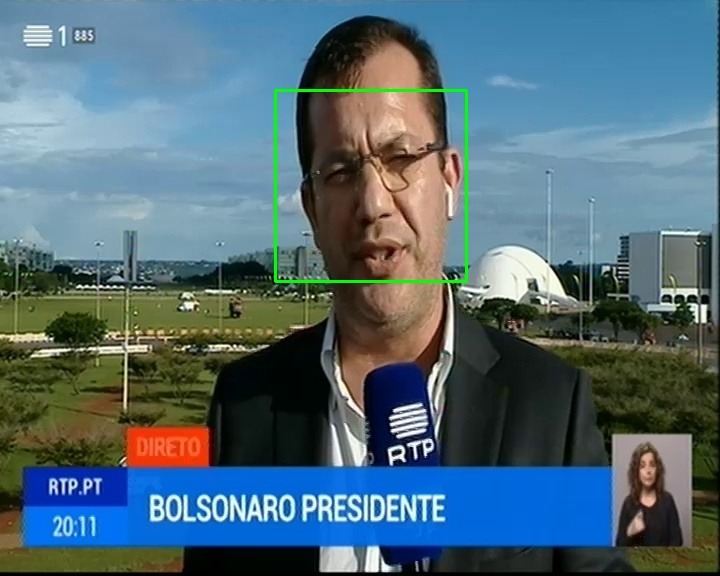 1 885
RTP
DIRETO
RTP.PT
BOLSONARO PRESIDENTE
20:11